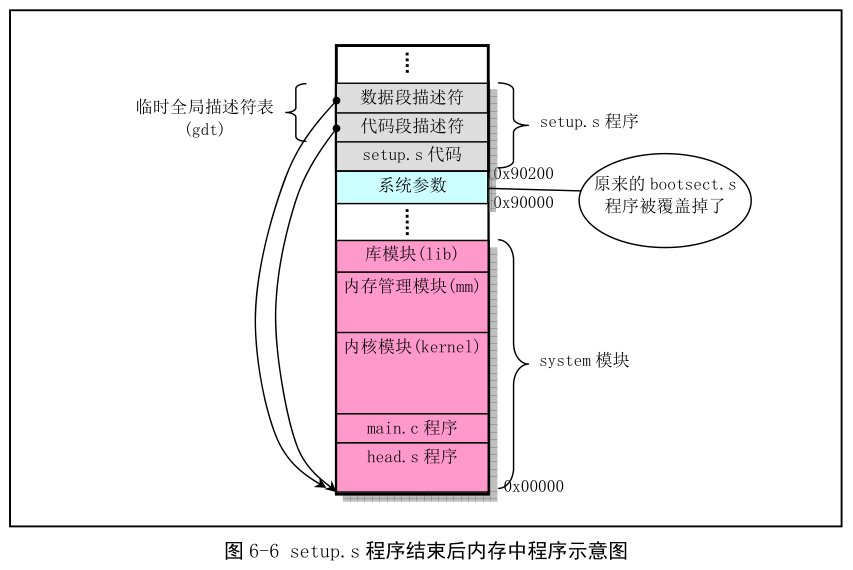 数据段描述符
临时全局描述符表
(gdt)
代码段描述符
setup.s 程序
setup.s 代码
0x90200
系统参数
原来的 bootsect.s
程序被覆盖掉了
0x90000
库模块(lib)
内存管理模块(mm)
内核模块(kernel)
system 模块
main.c 程序
head.s 程序
0x00000
图 6-6 setup.s 程序结束后内存中程序示意图